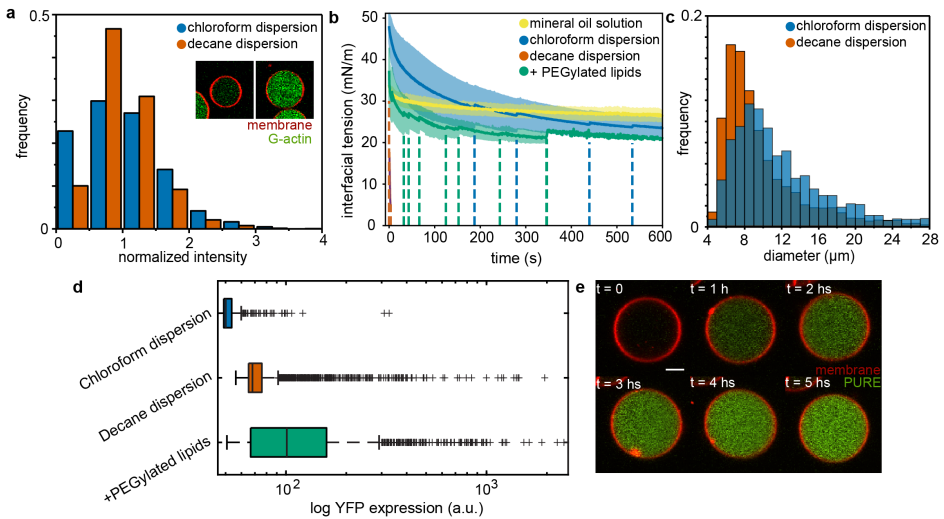 a
chloroform dispersion
decane dispersion
0.5
0
frequency
membrane
G-actin
0 1 2 3 4
normalized intensity
b
mineral oil solution
chloroform dispersion
decane dispersion
+ PEGylated lipids
50
40
30
20
10
0
interfacial tension (mN/m)
0 100 200 300 400 500 600
time (s)
c
chloroform dispersion
decane dispersion
0.2
0
frequency
4 8 12 16 20 24 28
diameter (µm)
d
Chloroform dispersion
Decane dispersion
+PEGylated lipids
10² 10³
log YFP expression (a.u.)
e
t = 0 t = 1 h t = 2 hs
membrane
PURE
t = 3 hs t = 4 hs t = 5 hs